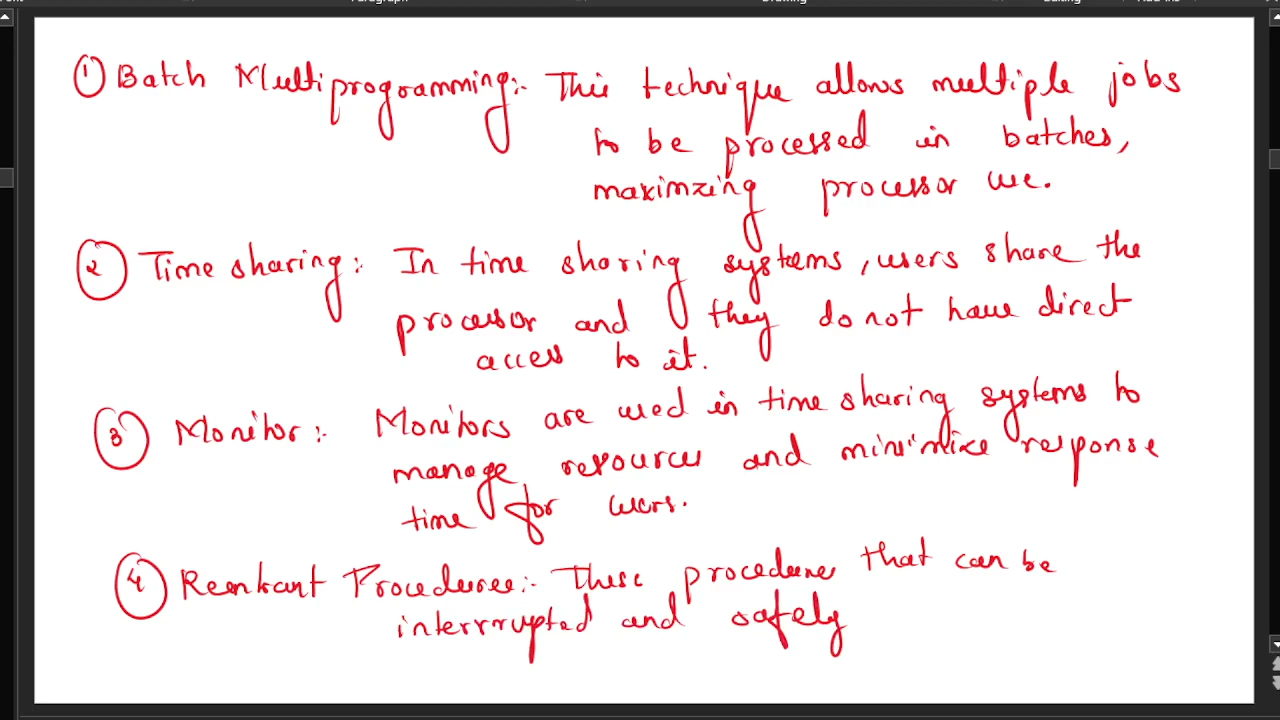 ① Batch Multiprogramming:- This technique allows multiple jobs
to be processed in batches,
maximzing processor use.
② Time sharing: In time sharing systems, users share the
processor and they do not have direct
access to it.
③ Monitor:- Monitors are used in time sharing systems to
manage resources and minimize response
time for users.
④ Reentrant Procedures:- These procedures that can be
interrrupted and safely